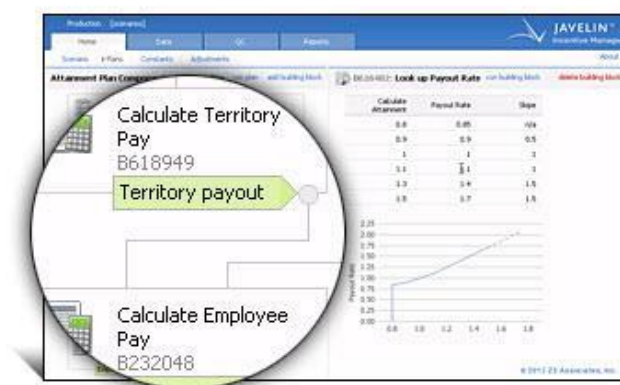 Production [scenarios]
JAVELIN™
Incentive Manager
Home Data QC Reports
Scenario Plans Constants Adjustments
About
Attainment Plan Compone
add building block
B626402: Look up Payout Rate run building block delete building block
Calculate Territory
Pay
B618949
Territory payout
Calculate Employee
Pay
B232048
Calculate Attainment Payout Rate Slope
0.8 0.85 n/a
0.9 0.9 0.5
1 1 1
1.1 1.1 1
1.3 1.4 1.5
1.5 1.7 1.5
Payout Rate
2.25
2.00
1.75
1.50
1.25
1.00
0.75
0.50
0.25
0.00
0.8 1.0 1.2 1.4 1.6 1.8
© 2012 ZS Associates, Inc.